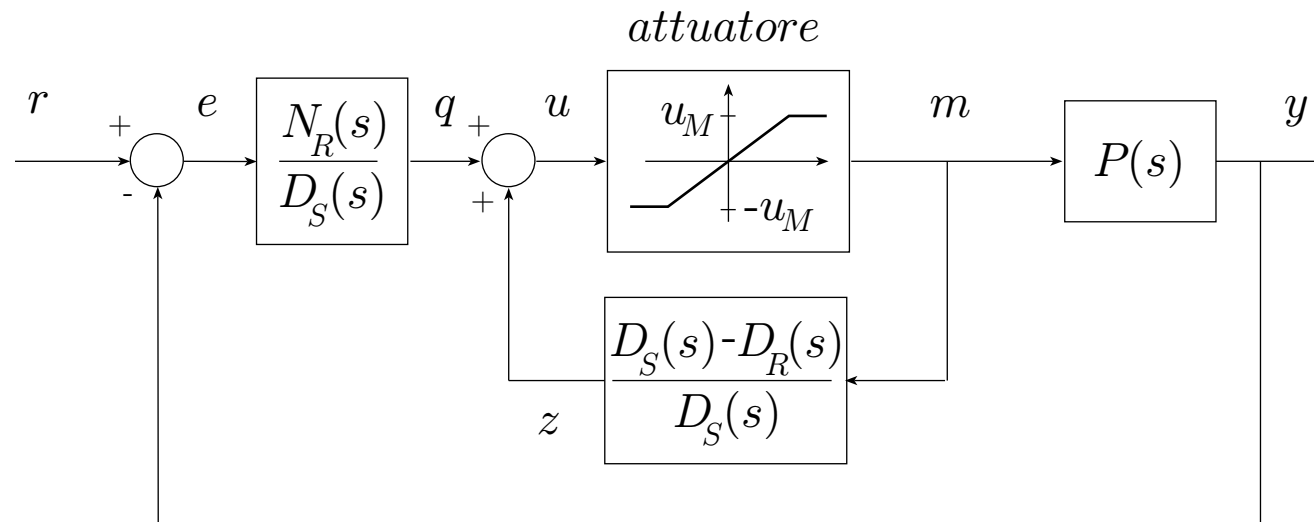 attuatore
r
+
-
e
N_R(s)
D_S(s)
q
+
+
u
u_M
-u_M
m
P(s)
y
D_S(s)-D_R(s)
D_S(s)
z